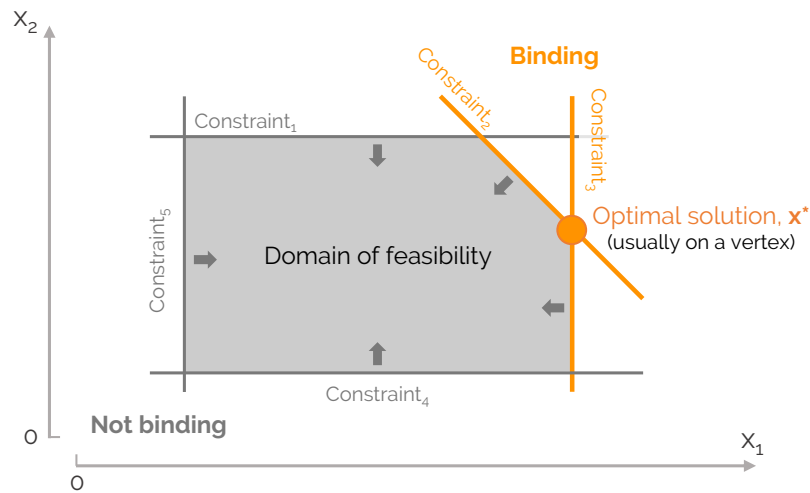 X₂
Binding
Constraint₂
Constraint₁
Constraint₃
Constraint₅
Optimal solution, x*
(usually on a vertex)
Domain of feasibility
Constraint₄
Not binding
0
X₁
0